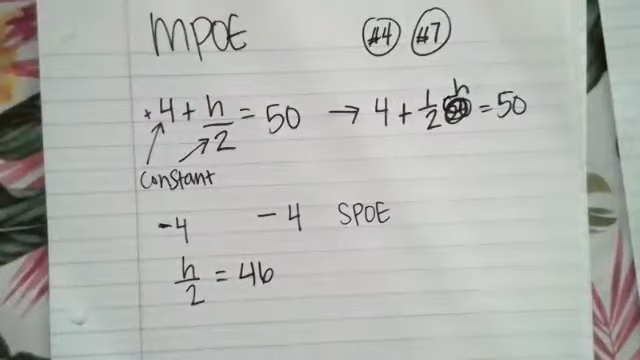 MPOE #4 #7
* 4 + h/2 = 50 → 4 + 1/2 h = 50
Constant
-4 -4 SPOE
h/2 = 46